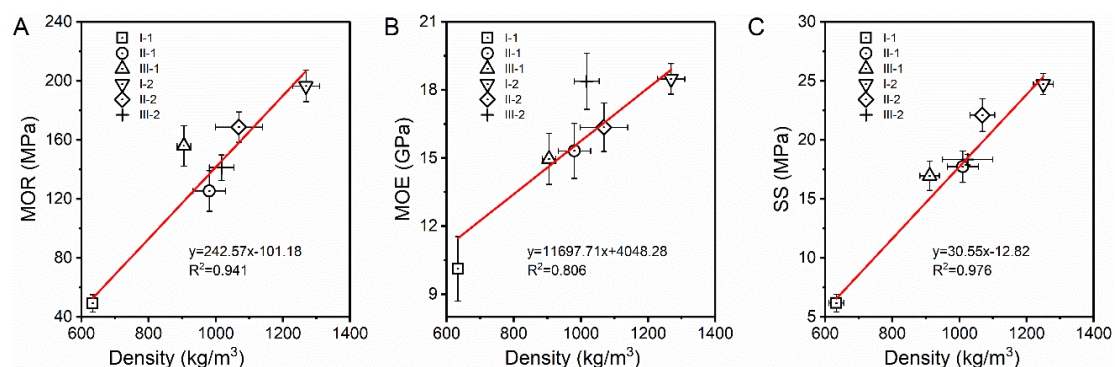 A
MOR (MPa)
240
200
160
120
80
40
I-1
II-1
III-1
I-2
II-2
III-2
y=242.57x-101.18
R²=0.941
600 800 1000 1200 1400
Density (kg/m³)
B
MOE (GPa)
21
18
15
12
9
I-1
II-1
III-1
I-2
II-2
III-2
y=11697.71x+4048.28
R²=0.806
600 800 1000 1200 1400
Density (kg/m³)
C
SS (MPa)
30
25
20
15
10
5
I-1
II-1
III-1
I-2
II-2
III-2
y=30.55x-12.82
R²=0.976
600 800 1000 1200 1400
Density (kg/m³)